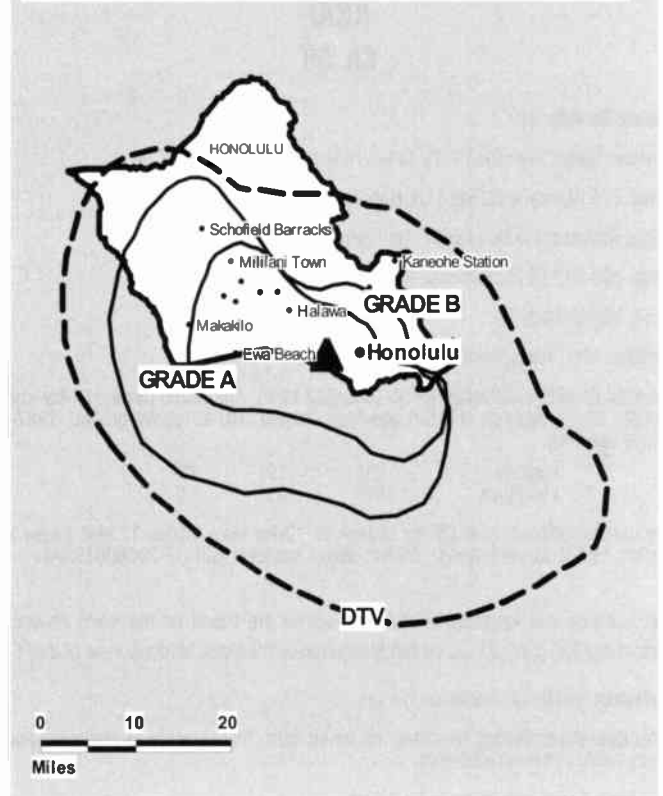 HONOLULU
Schofield Barracks
Mililani Town
Kaneohe Station
GRADE B
Halawa
Makakilo
Ewa Beach
Honolulu
GRADE A
DTV
0 10 20
Miles